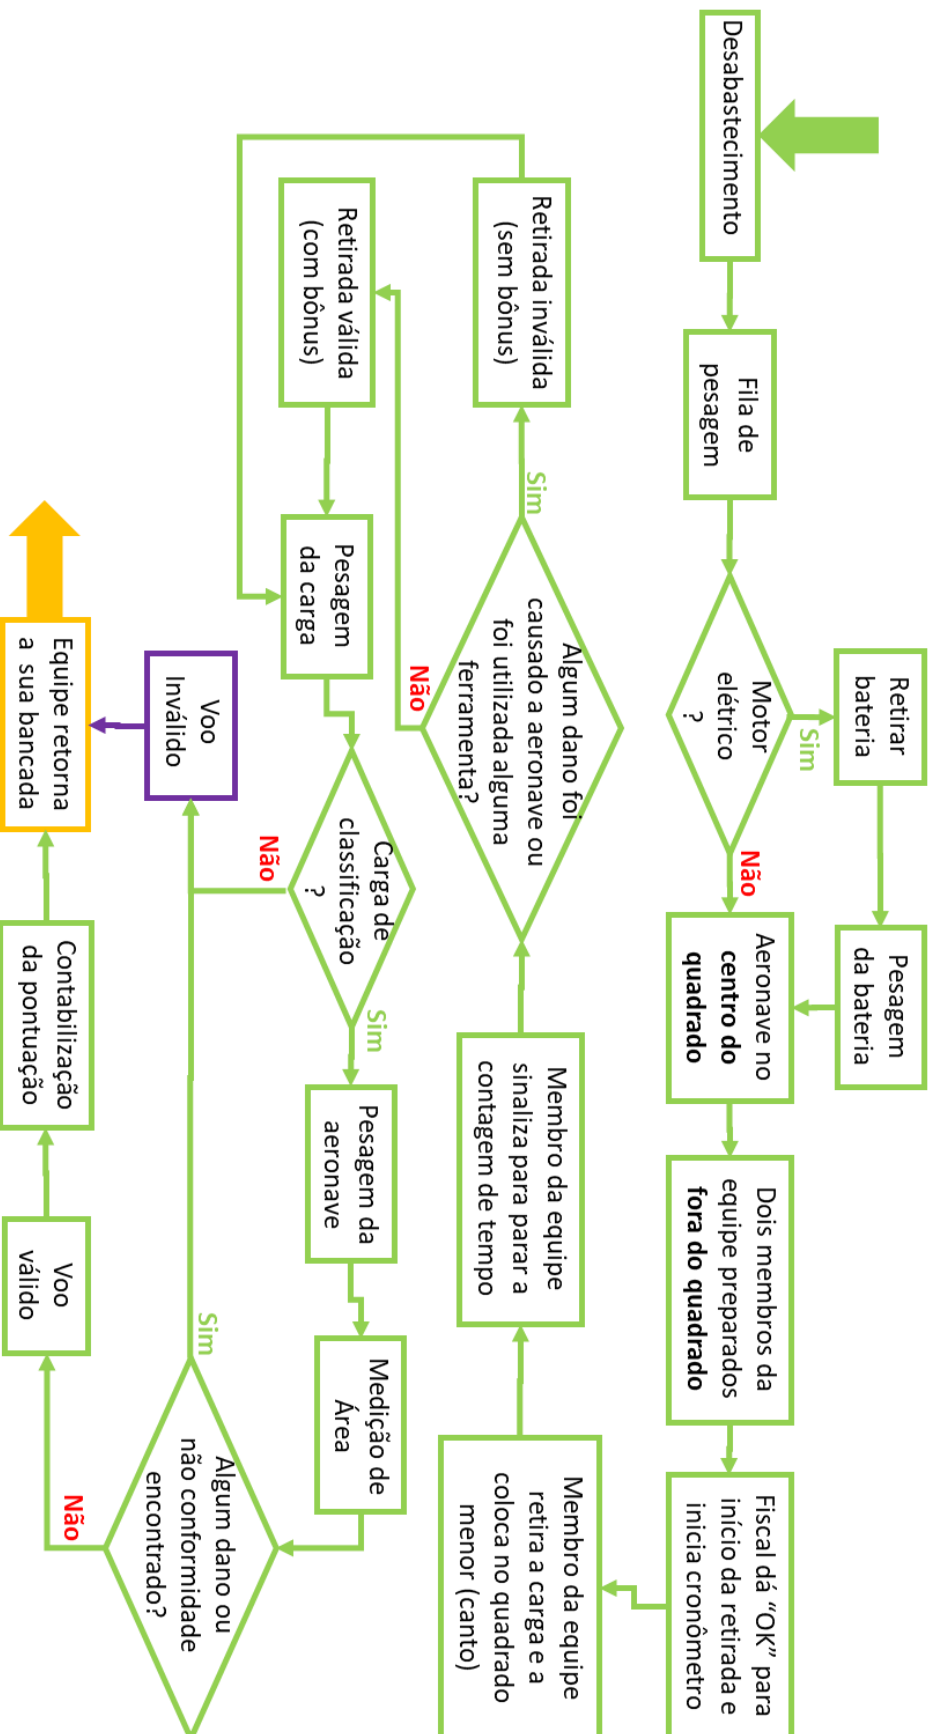 Desabastecimento
Fila de
pesagem
Motor
elétrico
?
Sim
Retirar
bateria
Pesagem
da bateria
Não
Aeronave no
centro do
quadrado
Dois membros da
equipe preparados
fora do quadrado
Fiscal dá “OK” para
início da retirada e
inicia cronômetro
Membro da equipe
retira a carga e a
coloca no quadrado
menor (canto)
Membro da equipe
sinaliza para parar a
contagem de tempo
Algum dano foi
causado a aeronave ou
foi utilizada alguma
ferramenta?
Sim
Retirada inválida
(sem bônus)
Não
Retirada válida
(com bônus)
Pesagem
da carga
Carga de
classificação
?
Não
Sim
Pesagem da
aeronave
Medição de
Área
Algum dano ou
não conformidade
encontrado?
Sim
Voo
Inválido
Não
Voo
válido
Contabilização
da pontuação
Equipe retorna
a sua bancada